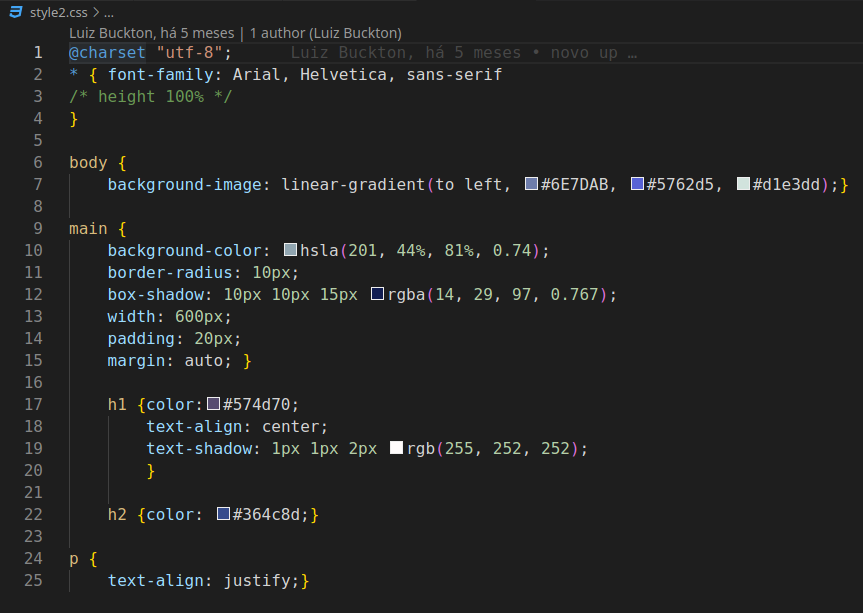 style2.css > ...
Luiz Buckton, há 5 meses | 1 author (Luiz Buckton)
1 @charset "utf-8"; Luiz Buckton, há 5 meses • novo up …
2 * { font-family: Arial, Helvetica, sans-serif
3 /* height 100% */
4 }
5
6 body {
7 background-image: linear-gradient(to left, #6E7DAB, #5762d5, #d1e3dd);}
8
9 main {
10 background-color: hsla(201, 44%, 81%, 0.74);
11 border-radius: 10px;
12 box-shadow: 10px 10px 15px rgba(14, 29, 97, 0.767);
13 width: 600px;
14 padding: 20px;
15 margin: auto; }
16
17 h1 {color: #574d70;
18 text-align: center;
19 text-shadow: 1px 1px 2px rgb(255, 252, 252);
20 }
21
22 h2 {color: #364c8d;}
23
24 p {
25 text-align: justify;}